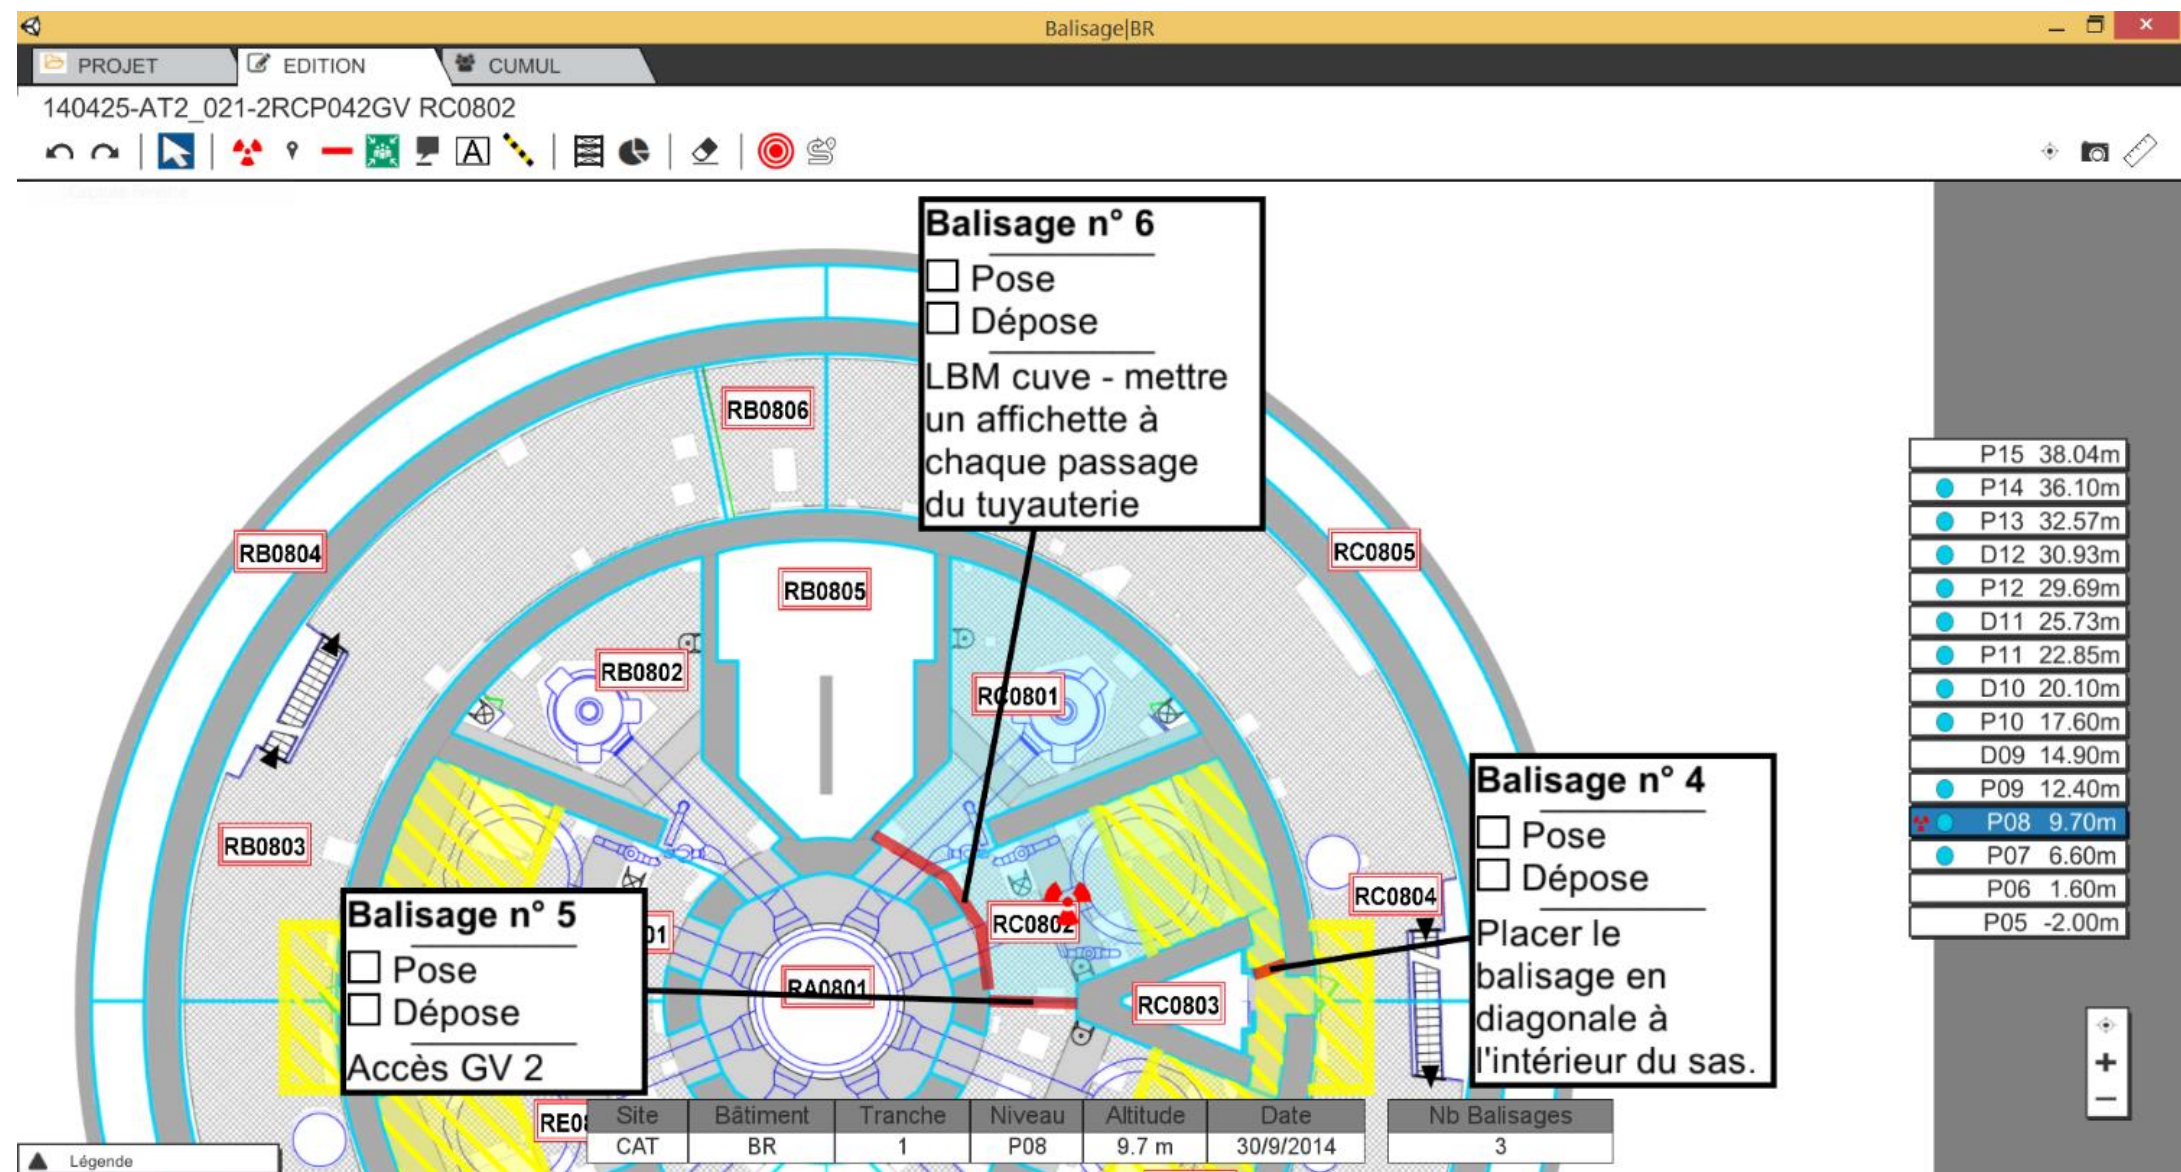 Balisage|BR
PROJET
EDITION
CUMUL
140425-AT2_021-2RCP042GV RC0802
A
Balisage n° 6
Pose
Dépose
LBM cuve - mettre
un affichette à
chaque passage
du tuyauterie
RB0806
RB0804
RC0805
RB0805
RB0802
RC0801
RB0803
RC0804
RC0802
RA0801
RC0803
01
RE08
Balisage n° 4
Pose
Dépose
Placer le
balisage en
diagonale à
l'intérieur du sas.
Balisage n° 5
Pose
Dépose
Accès GV 2
P15 38.04m
P14 36.10m
P13 32.57m
D12 30.93m
P12 29.69m
D11 25.73m
P11 22.85m
D10 20.10m
P10 17.60m
D09 14.90m
P09 12.40m
P08 9.70m
P07 6.60m
P06 1.60m
P05 -2.00m
+
−
Site Bâtiment Tranche Niveau Altitude Date Nb Balisages
CAT BR 1 P08 9.7 m 30/9/2014 3
Légende